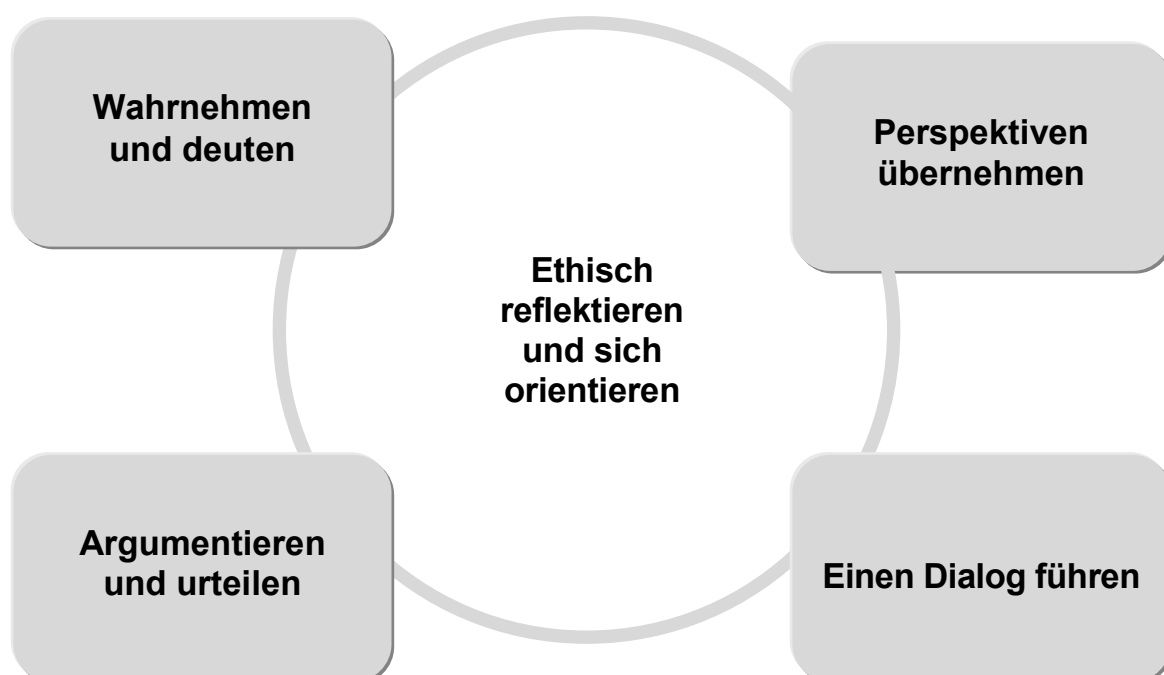 Wahrnehmen
und deuten
Perspektiven
übernehmen
Ethisch
reflektieren
und sich
orientieren
Argumentieren
und urteilen
Einen Dialog führen